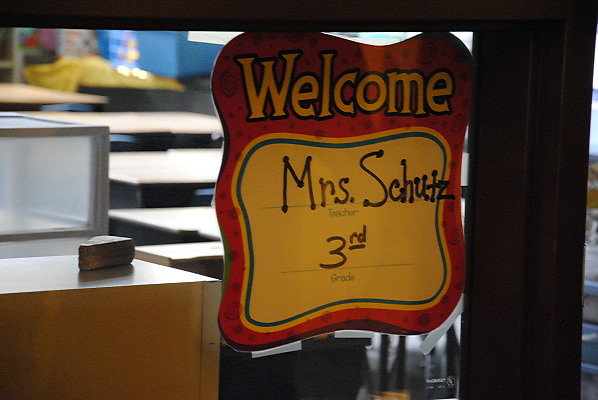 Welcome
Mrs. Schutz
Teacher
3rd
Grade